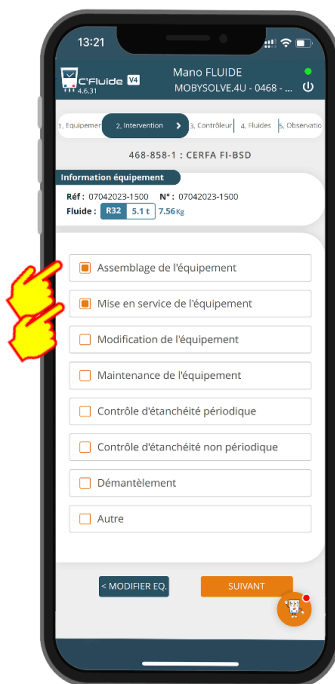 13:21
C'Fluide V4
4.6.31
Mano FLUIDE
MOBYSOLVE.4U - 0468 - ...
1, Equipemer
2, Intervention
3, Contrôleur
4, Fluides
5, Observatio
468-858-1 : CERFA FI-BSD
Information équipement
Réf : 07042023-1500 N° : 07042023-1500
Fluide : R32 5.1 t 7.56Kg
Assemblage de l'équipement
Mise en service de l'équipement
Modification de l'équipement
Maintenance de l'équipement
Contrôle d'étanchéité périodique
Contrôle d'étanchéité non périodique
Démantèlement
Autre
< MODIFIER EQ.
SUIVANT